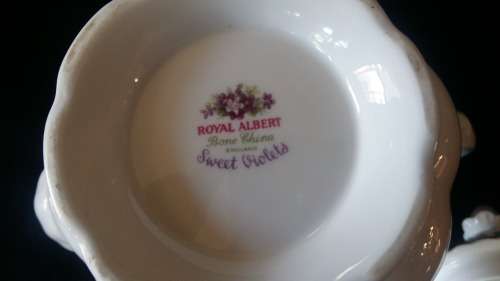 ROYAL ALBERT
Bone China
ENGLAND
Sweet Violets